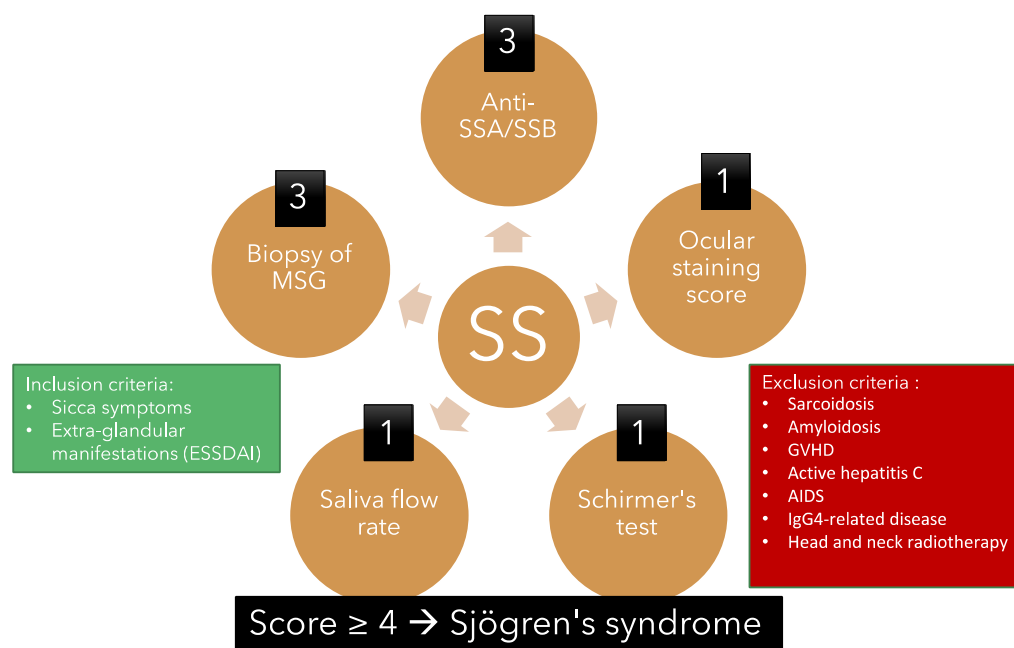 3
Anti-
SSA/SSB
3
Biopsy of
MSG
1
Ocular
staining
score
SS
Inclusion criteria:
• Sicca symptoms
• Extra-glandular
manifestations (ESSDAI)
Exclusion criteria :
• Sarcoidosis
• Amyloidosis
• GVHD
• Active hepatitis C
• AIDS
• IgG4-related disease
• Head and neck radiotherapy
1
Saliva flow
rate
1
Schirmer's
test
Score ≥ 4 → Sjögren's syndrome